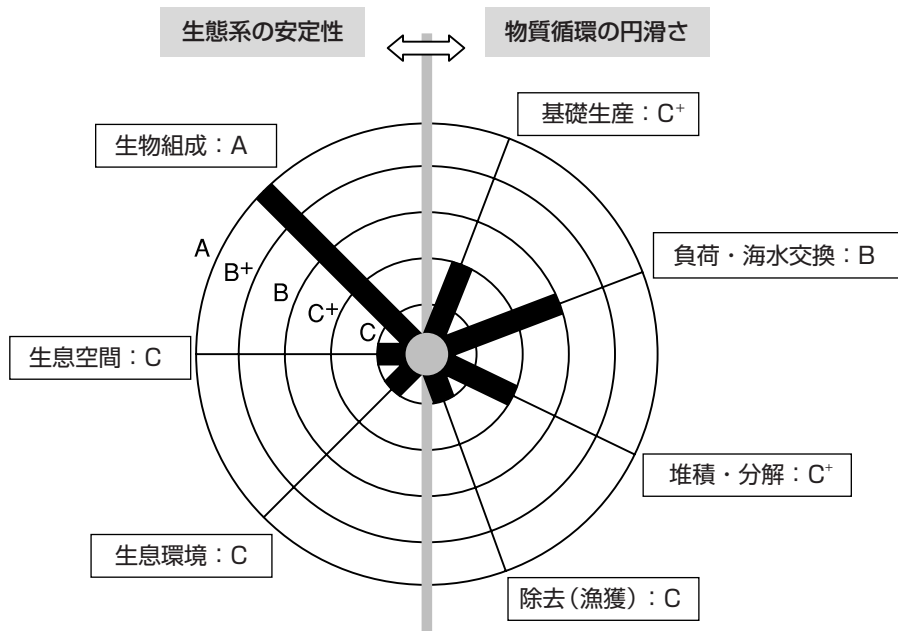 生態系の安定性
物質循環の円滑さ
基礎生産：C⁺
生物組成：A
負荷・海水交換：B
A
B⁺
B
C⁺
C
生息空間：C
堆積・分解：C⁺
生息環境：C
除去（漁獲）：C